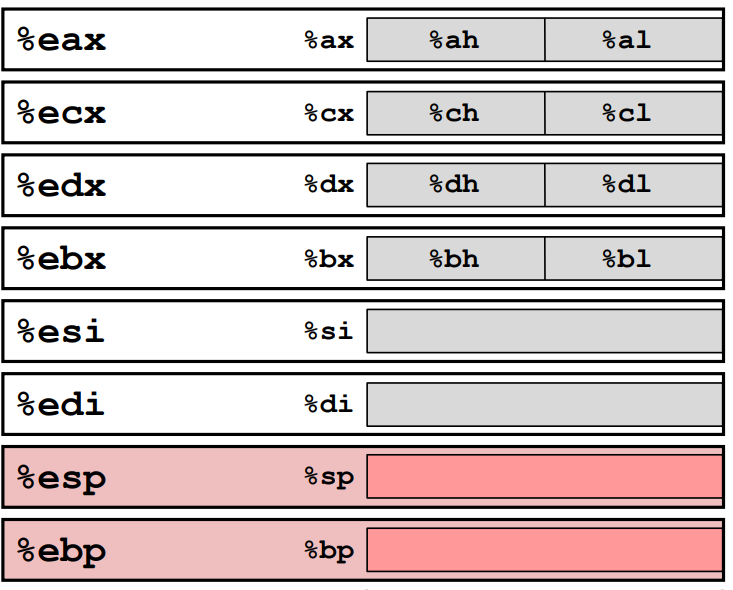 %eax %ax %ah %al
%ecx %cx %ch %cl
%edx %dx %dh %dl
%ebx %bx %bh %bl
%esi %si
%edi %di
%esp %sp
%ebp %bp